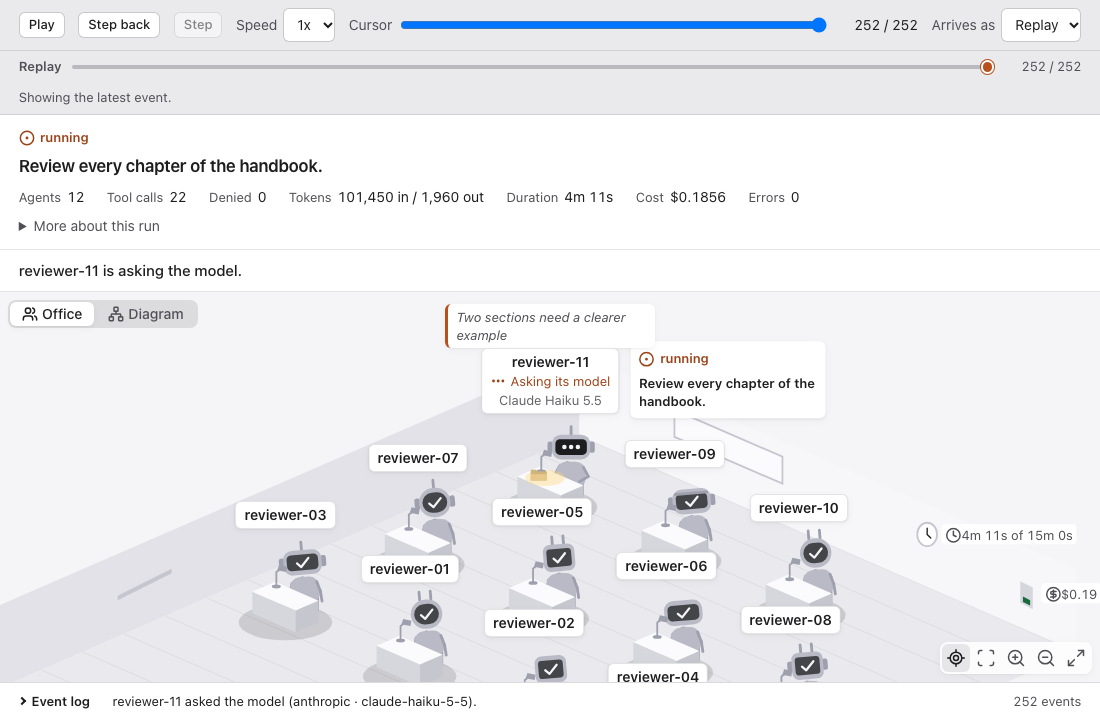 Play Step back Step Speed 1x Cursor 252 / 252 Arrives as Replay
Replay 252 / 252
Showing the latest event.
running
Review every chapter of the handbook.
Agents 12 Tool calls 22 Denied 0 Tokens 101,450 in / 1,960 out Duration 4m 11s Cost $0.1856 Errors 0
More about this run
reviewer-11 is asking the model.
Office Diagram
Two sections need a clearer
example
reviewer-11
Asking its model
Claude Haiku 5.5
running
Review every chapter of the
handbook.
reviewer-07
reviewer-09
reviewer-03
reviewer-05
reviewer-10
4m 11s of 15m 0s
reviewer-01
reviewer-06
$0.19
reviewer-02
reviewer-08
reviewer-04
Event log reviewer-11 asked the model (anthropic · claude-haiku-5-5). 252 events